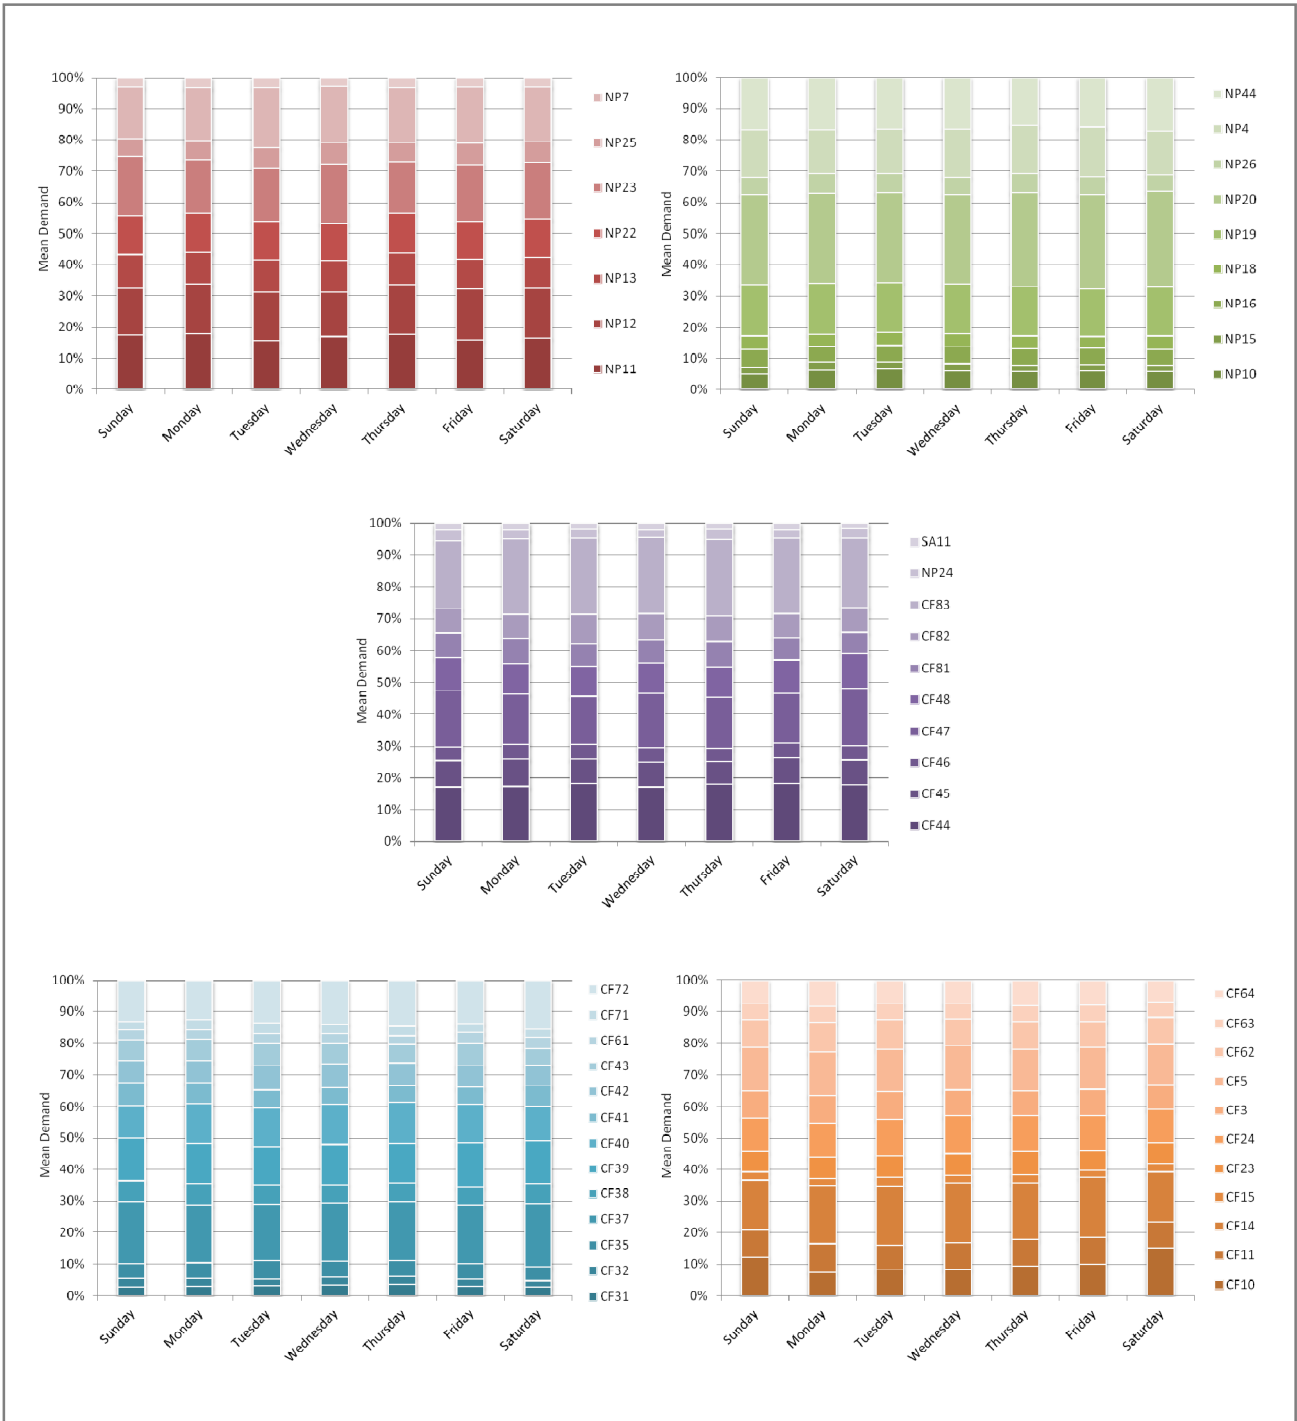 100%
90%
80%
70%
60%
50%
40%
30%
20%
10%
0%
Mean Demand
Sunday
Monday
Tuesday
Wednesday
Thursday
Friday
Saturday
NP7
NP25
NP23
NP22
NP13
NP12
NP11
100%
90%
80%
70%
60%
50%
40%
30%
20%
10%
0%
Mean Demand
Sunday
Monday
Tuesday
Wednesday
Thursday
Friday
Saturday
NP44
NP4
NP26
NP20
NP19
NP18
NP16
NP15
NP10
100%
90%
80%
70%
60%
50%
40%
30%
20%
10%
0%
Mean Demand
Sunday
Monday
Tuesday
Wednesday
Thursday
Friday
Saturday
SA11
NP24
CF83
CF82
CF81
CF48
CF47
CF46
CF45
CF44
100%
90%
80%
70%
60%
50%
40%
30%
20%
10%
0%
Mean Demand
Sunday
Monday
Tuesday
Wednesday
Thursday
Friday
Saturday
CF72
CF71
CF61
CF43
CF42
CF41
CF40
CF39
CF38
CF37
CF35
CF32
CF31
100%
90%
80%
70%
60%
50%
40%
30%
20%
10%
0%
Mean Demand
Sunday
Monday
Tuesday
Wednesday
Thursday
Friday
Saturday
CF64
CF63
CF62
CF5
CF3
CF24
CF23
CF15
CF14
CF11
CF10